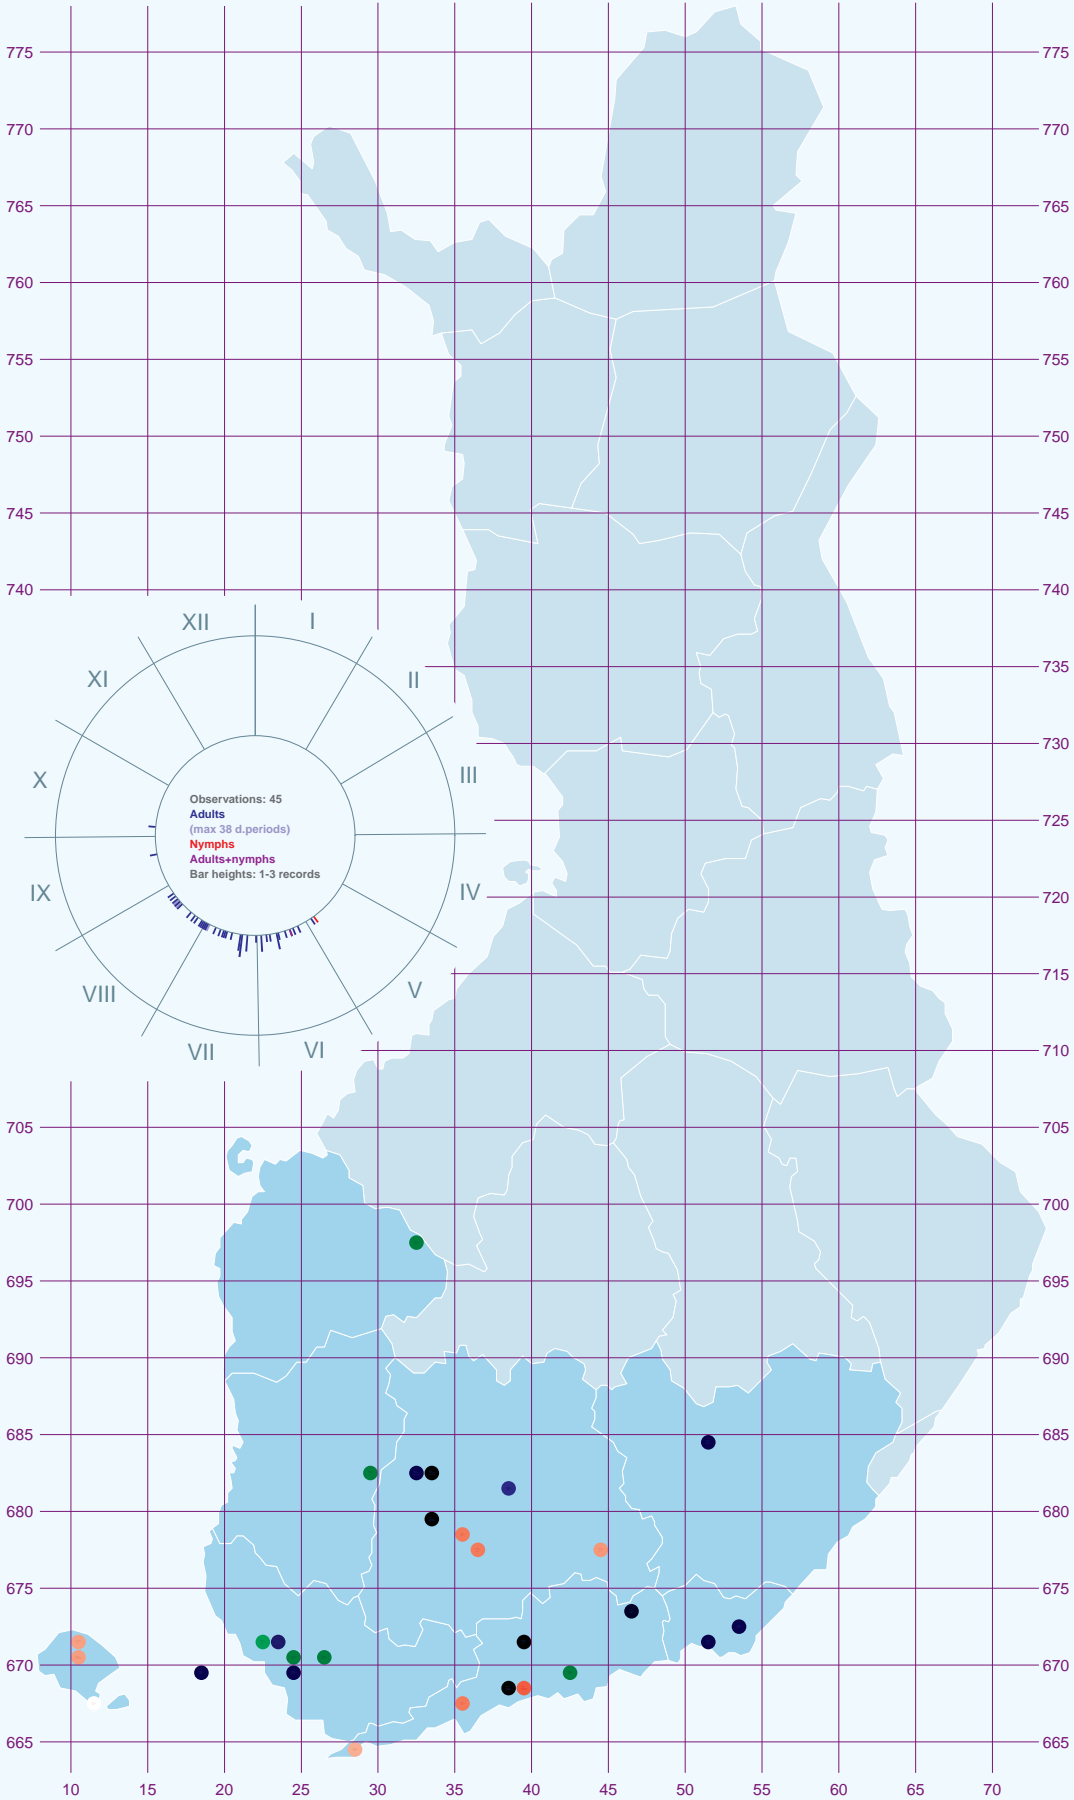 775 775
770 770
765 765
760 760
755 755
750 750
745 745
740 740
XII I
XI II
735
730
X III
Observations: 45
Adults
(max 38 d.periods)
Nymphs
Adults+nymphs
Bar heights: 1-3 records
725
IX IV
720
VIII V
715
VII VI
710
705 705
700 700
695 695
690 690
685 685
680 680
675 675
670 670
665 665
10 15 20 25 30 35 40 45 50 55 60 65 70